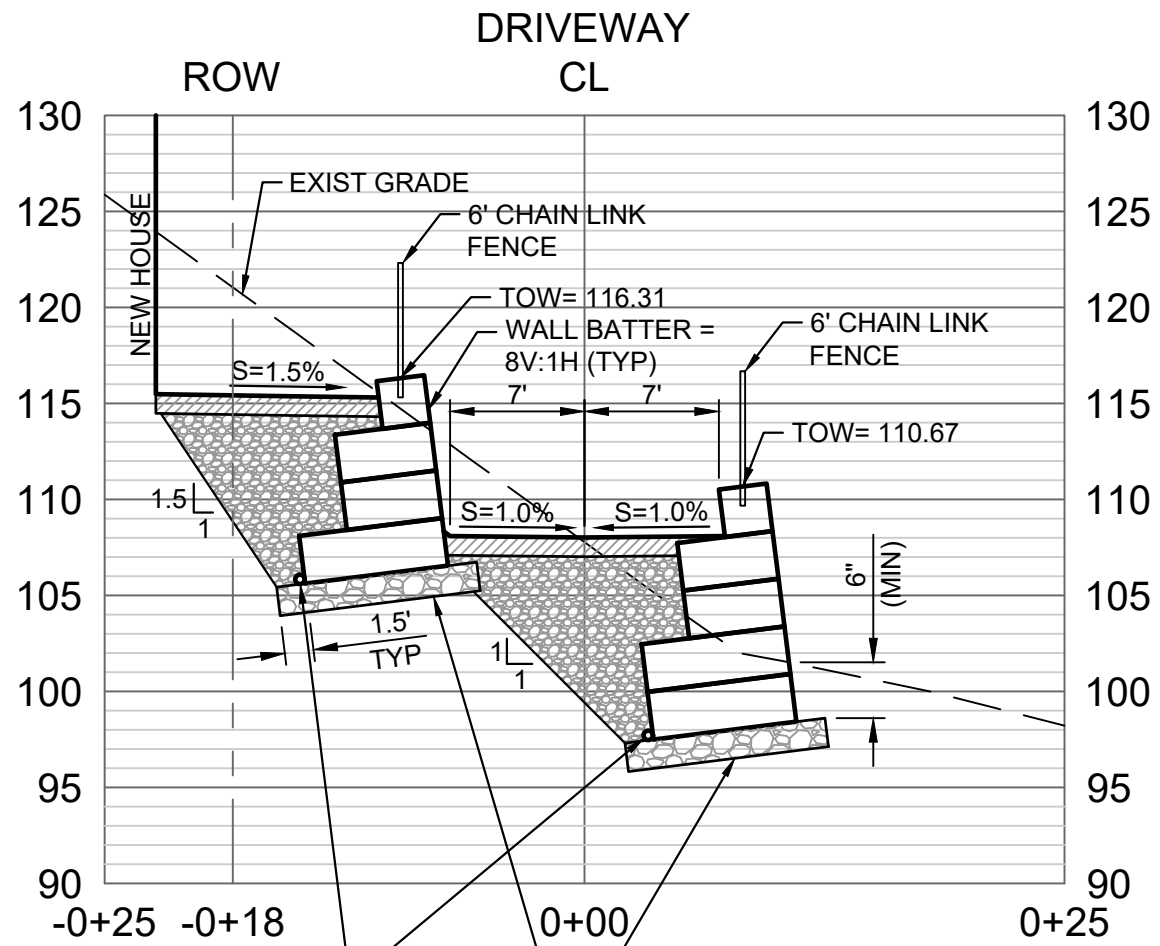 DRIVEWAY
ROW
CL
130
130
EXIST GRADE
NEW HOUSE
125
125
6' CHAIN LINK
FENCE
120
120
TOW= 116.31
WALL BATTER =
8V:1H (TYP)
6' CHAIN LINK
FENCE
S=1.5%
7'
7'
115
115
TOW= 110.67
1.5
1
110
110
S=1.0%
S=1.0%
6"
(MIN)
105
105
1.5'
TYP
1
1
100
100
95
95
90
90
-0+25
-0+18
0+00
0+25